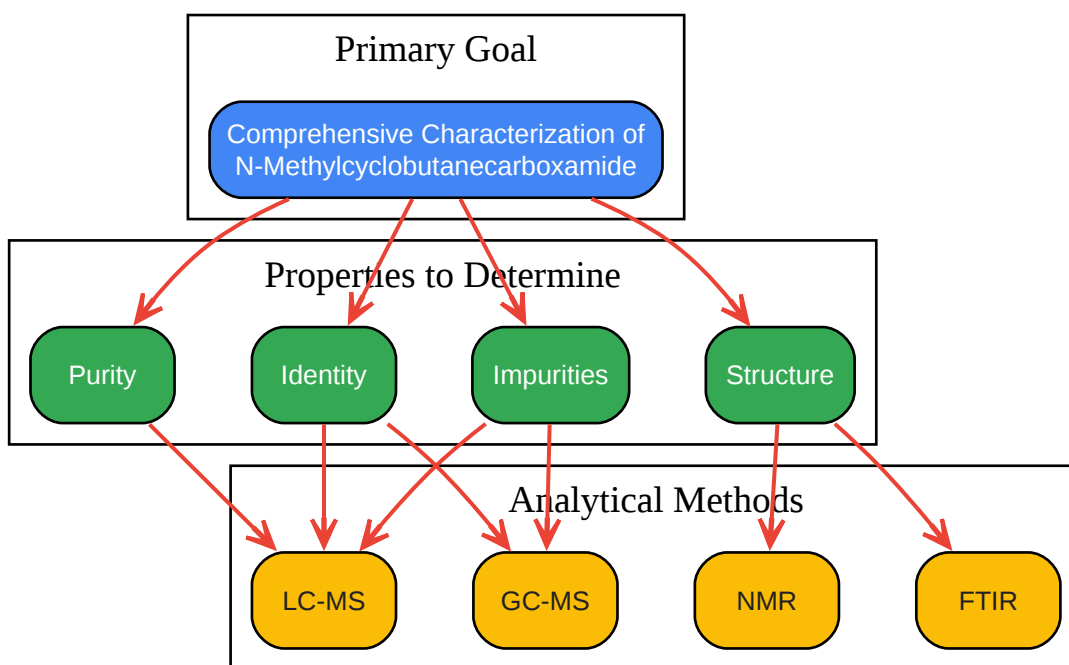 Primary Goal
Comprehensive Characterization of
N-Methylcyclobutanecarboxamide
Properties to Determine
Purity
Identity
Impurities
Structure
Analytical Methods
LC-MS
GC-MS
NMR
FTIR